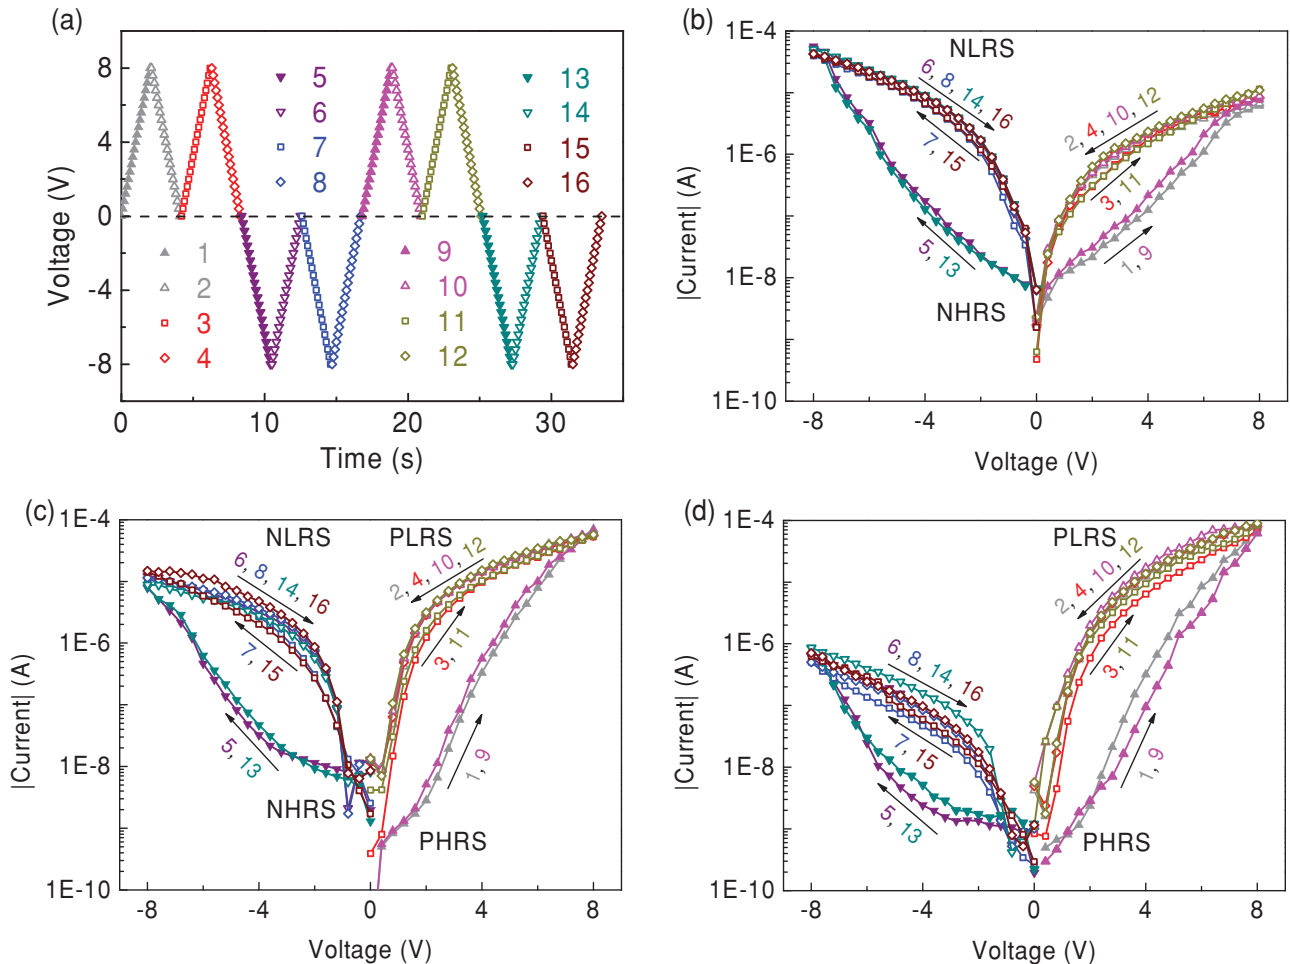 (a)
8
4
0
-4
-8
Voltage (V)
0 10 20 30
Time (s)
5 13
6 14
7 15
8 16
1 9
2 10
3 11
4 12
(b)
1E-4
1E-6
1E-8
1E-10
|Current| (A)
-8 -4 0 4 8
Voltage (V)
NLRS
6, 8, 14, 16
7, 15
5, 13
NHRS
2, 4, 10, 12
3, 11
1, 9
(c)
1E-4
1E-6
1E-8
1E-10
|Current| (A)
-8 -4 0 4 8
Voltage (V)
NLRS PLRS
6, 8, 14, 16
7, 15
5, 13
NHRS
2, 4, 10, 12
3, 11
1, 9
PHRS
(d)
1E-4
1E-6
1E-8
1E-10
|Current| (A)
-8 -4 0 4 8
Voltage (V)
PLRS
2, 4, 10, 12
3, 11
1, 9
6, 8, 14, 16
7, 15
5, 13
NHRS PHRS